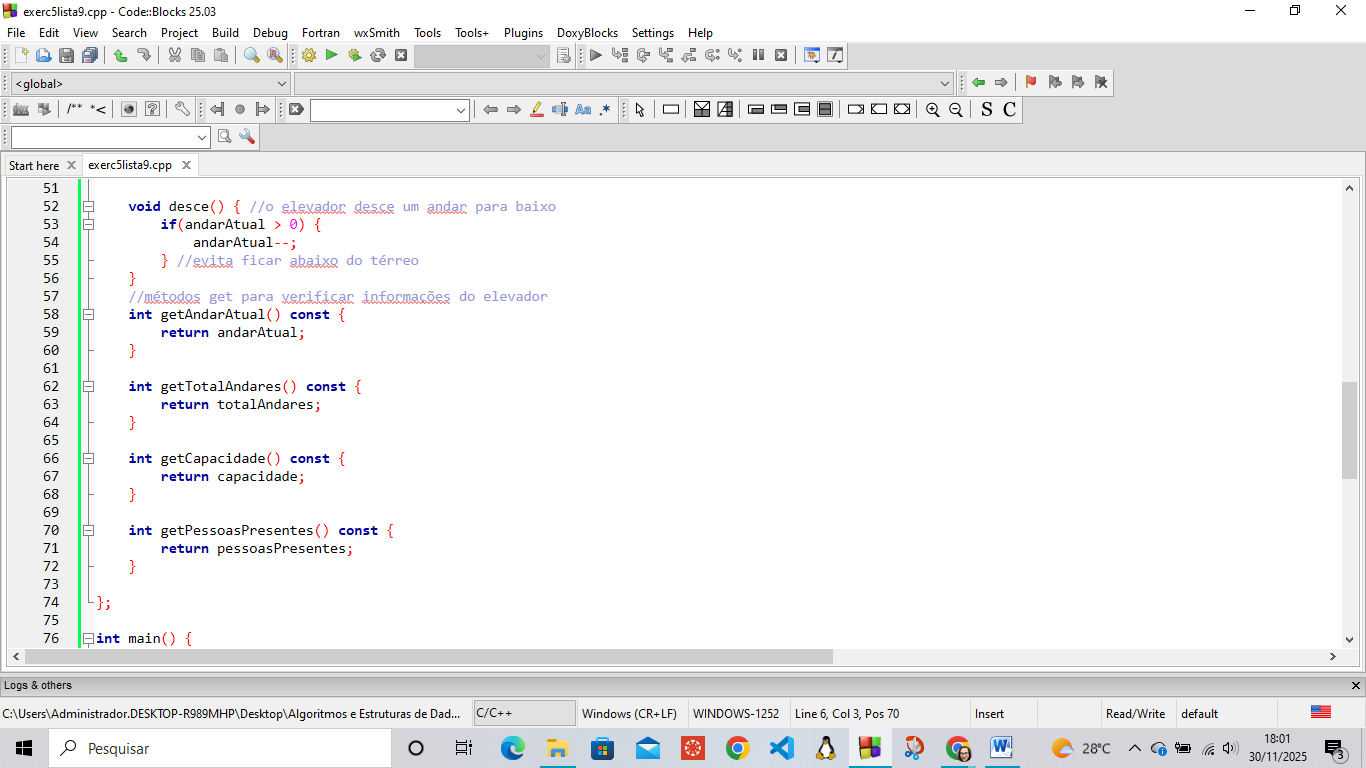 exerc5lista9.cpp - Code::Blocks 25.03
File Edit View Search Project Build Debug Fortran wxSmith Tools Tools+ Plugins DoxyBlocks Settings Help
<global>
/** *<
Aa .*
S C
Start here exerc5lista9.cpp
51
52 void desce() { //o elevador desce um andar para baixo
53 if(andarAtual > 0) {
54 andarAtual--;
55 } //evita ficar abaixo do térreo
56 }
57 //métodos get para verificar informações do elevador
58 int getAndarAtual() const {
59 return andarAtual;
60 }
61
62 int getTotalAndares() const {
63 return totalAndares;
64 }
65
66 int getCapacidade() const {
67 return capacidade;
68 }
69
70 int getPessoasPresentes() const {
71 return pessoasPresentes;
72 }
73
74 };
75
76 int main() {
Logs & others
C:\Users\Administrador.DESKTOP-R989MHP\Desktop\Algoritmos e Estruturas de Dad... C/C++ Windows (CR+LF) WINDOWS-1252 Line 6, Col 3, Pos 70 Insert Read/Write default
Pesquisar
28°C
18:01
30/11/2025
3